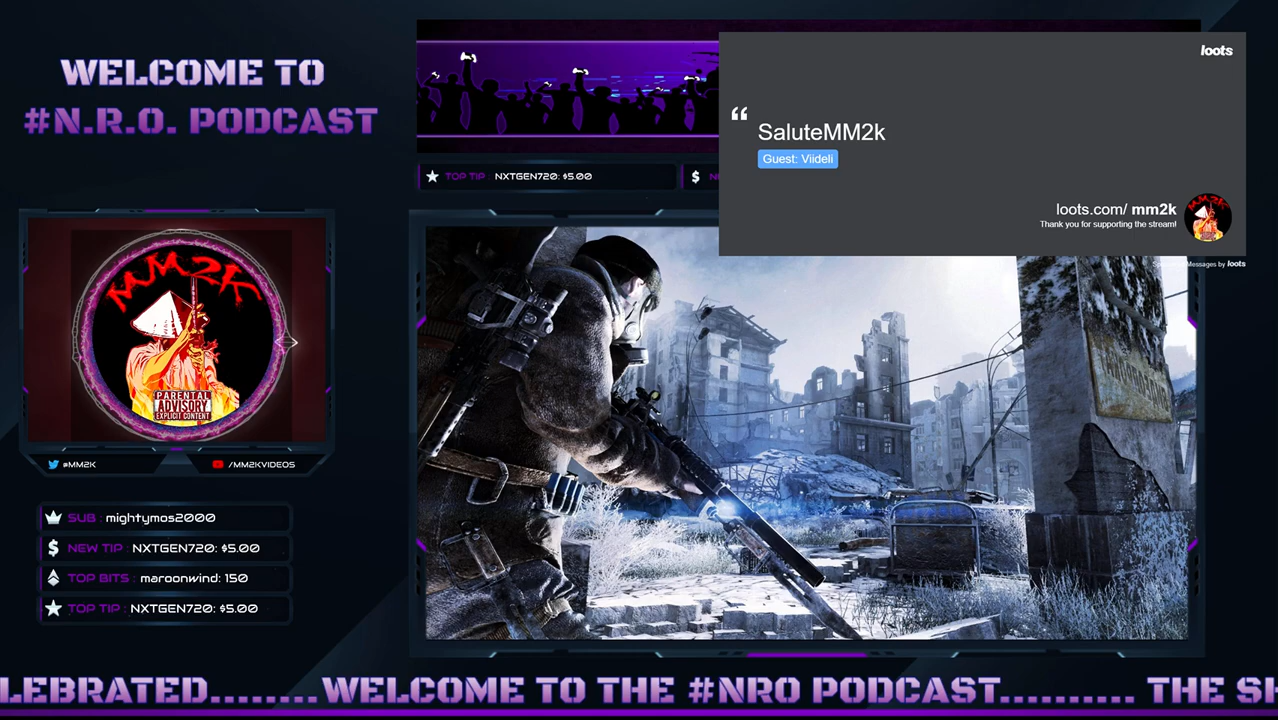 WELCOME TO
#N.R.O. PODCAST
loots
“
SaluteMM2k
Guest: Viideli
loots.com/ mm2k
Thank you for supporting the stream!
Messages by loots
TOP TIP : NXTGEN720: $5.00
$ N
MM2K
PARENTAL
ADVISORY
EXPLICIT CONTENT
@MM2K
/MM2KVIDEOS
SUB : mightymos2000
$ NEW TIP : NXTGEN720: $5.00
TOP BITS : maroonwind: 150
TOP TIP : NXTGEN720: $5.00
LEBRATED.........WELCOME TO THE #NRO PODCAST.......... THE SH